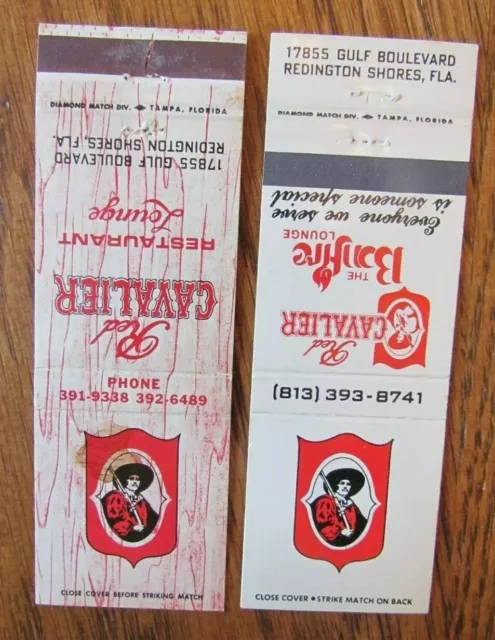 DIAMOND MATCH DIV. TAMPA, FLORIDA
17855 GULF BOULEVARD
REDINGTON SHORES, FLA.
Lounge
RESTAURANT
CAVALIER
Red
PHONE
391-9338 392-6489
CLOSE COVER BEFORE STRIKING MATCH
17855 GULF BOULEVARD
REDINGTON SHORES, FLA.
DIAMOND MATCH DIV. TAMPA, FLORIDA
Everyone we serve
is someone special
THE
Bonfire
LOUNGE
Red
CAVALIER
(813) 393-8741
CLOSE COVER • STRIKE MATCH ON BACK